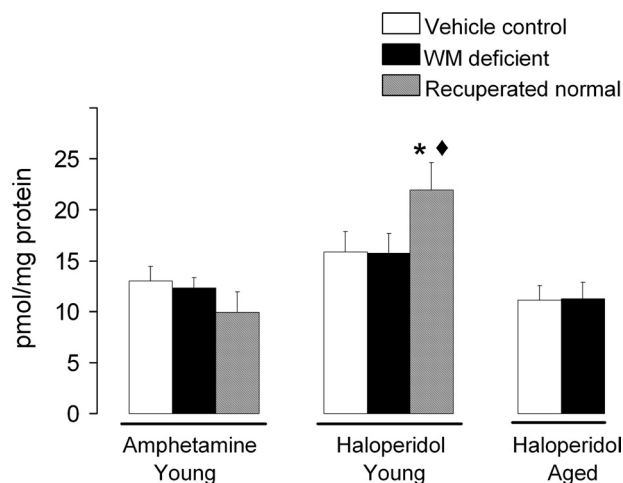 Vehicle control
WM deficient
Recuperated normal
pmol/mg protein
25
20
15
10
5
0
* ♦
Amphetamine
Young
Haloperidol
Young
Haloperidol
Aged